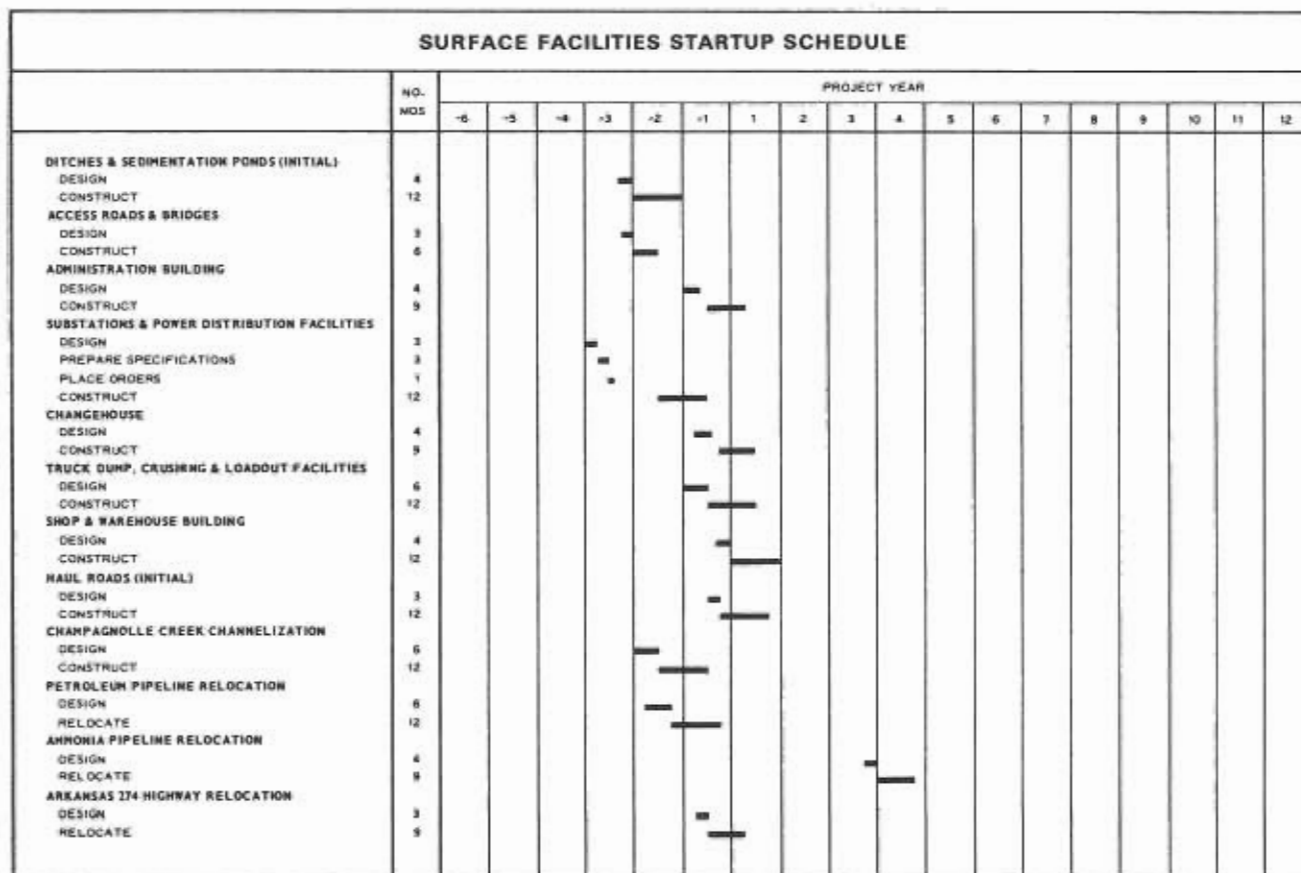 SURFACE FACILITIES STARTUP SCHEDULE
NO. MOS
PROJECT YEAR
-6 -5 -4 -3 -2 -1 1 2 3 4 5 6 7 8 9 10 11 12
DITCHES & SEDIMENTATION PONDS (INITIAL)
DESIGN 4
CONSTRUCT 12
ACCESS ROADS & BRIDGES
DESIGN 3
CONSTRUCT 6
ADMINISTRATION BUILDING
DESIGN 4
CONSTRUCT 9
SUBSTATIONS & POWER DISTRIBUTION FACILITIES
DESIGN 3
PREPARE SPECIFICATIONS 3
PLACE ORDERS 1
CONSTRUCT 12
CHANGEHOUSE
DESIGN 4
CONSTRUCT 9
TRUCK DUMP, CRUSHING & LOADOUT FACILITIES
DESIGN 6
CONSTRUCT 12
SHOP & WAREHOUSE BUILDING
DESIGN 4
CONSTRUCT 12
HAUL ROADS (INITIAL)
DESIGN 3
CONSTRUCT 12
CHAMPAGNOLLE CREEK CHANNELIZATION
DESIGN 6
CONSTRUCT 12
PETROLEUM PIPELINE RELOCATION
DESIGN 6
RELOCATE 12
AMMONIA PIPELINE RELOCATION
DESIGN 4
RELOCATE 9
ARKANSAS 274 HIGHWAY RELOCATION
DESIGN 3
RELOCATE 9